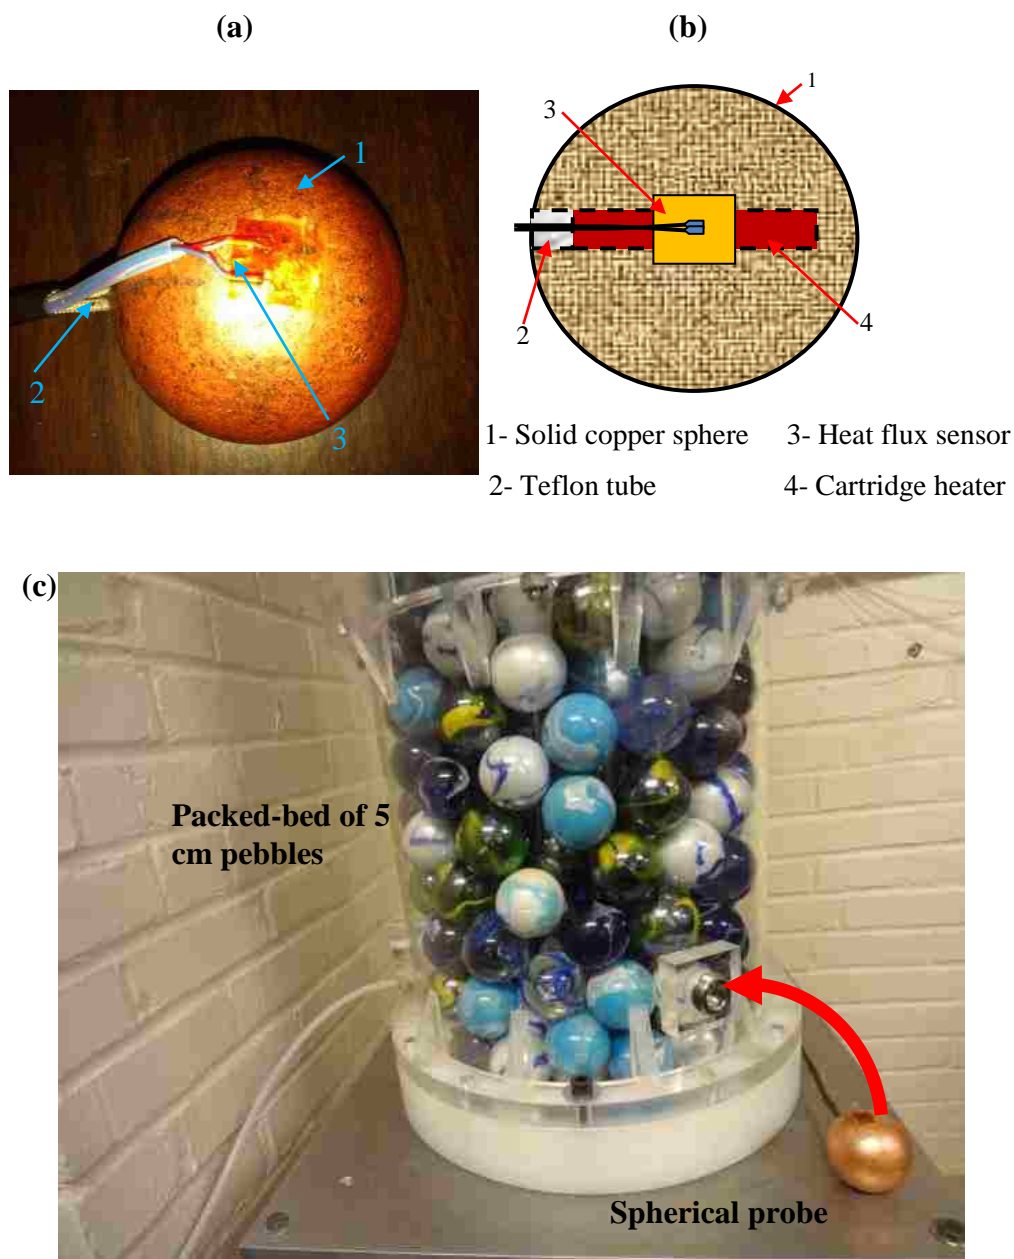 (a)
(b)
1
2
3
1
3
2
4
1- Solid copper sphere 3- Heat flux sensor
2- Teflon tube 4- Cartridge heater
(c)
Packed-bed of 5
cm pebbles
Spherical probe